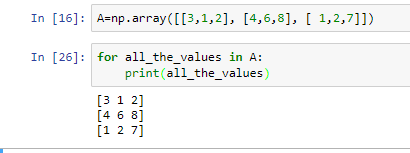 In [16]: A=np.array([[3,1,2], [4,6,8], [ 1,2,7]])
In [26]: for all_the_values in A:
print(all_the_values)
[3 1 2]
[4 6 8]
[1 2 7]